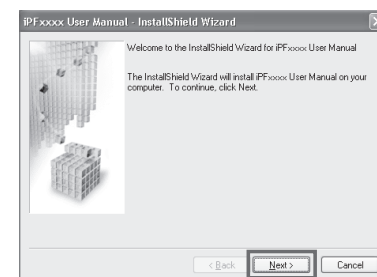 iPFxxxx User Manual - InstallShield Wizard
Welcome to the InstallShield Wizard for iPFxxxx User Manual
The InstallShield Wizard will install iPFxxxx User Manual on your
computer. To continue, click Next.
< Back
Next >
Cancel